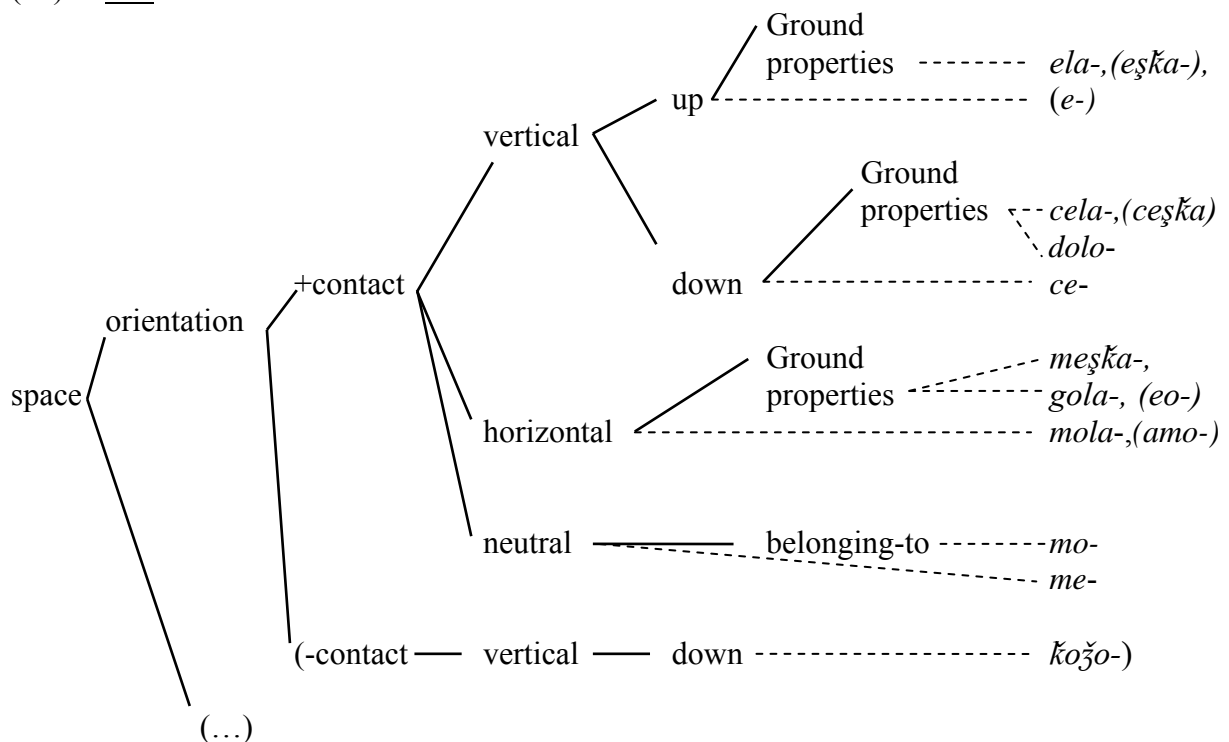 Ground
properties ela-,(eşǩa-),
up (e-)
vertical
Ground
properties cela-,(ceşǩa)
dolo-
+contact down ce-
orientation
Ground meşǩa-,
space properties gola-, (eo-)
horizontal mola-,(amo-)
neutral belonging-to mo-
me-
(-contact vertical down ǩoǯo-)
(…)